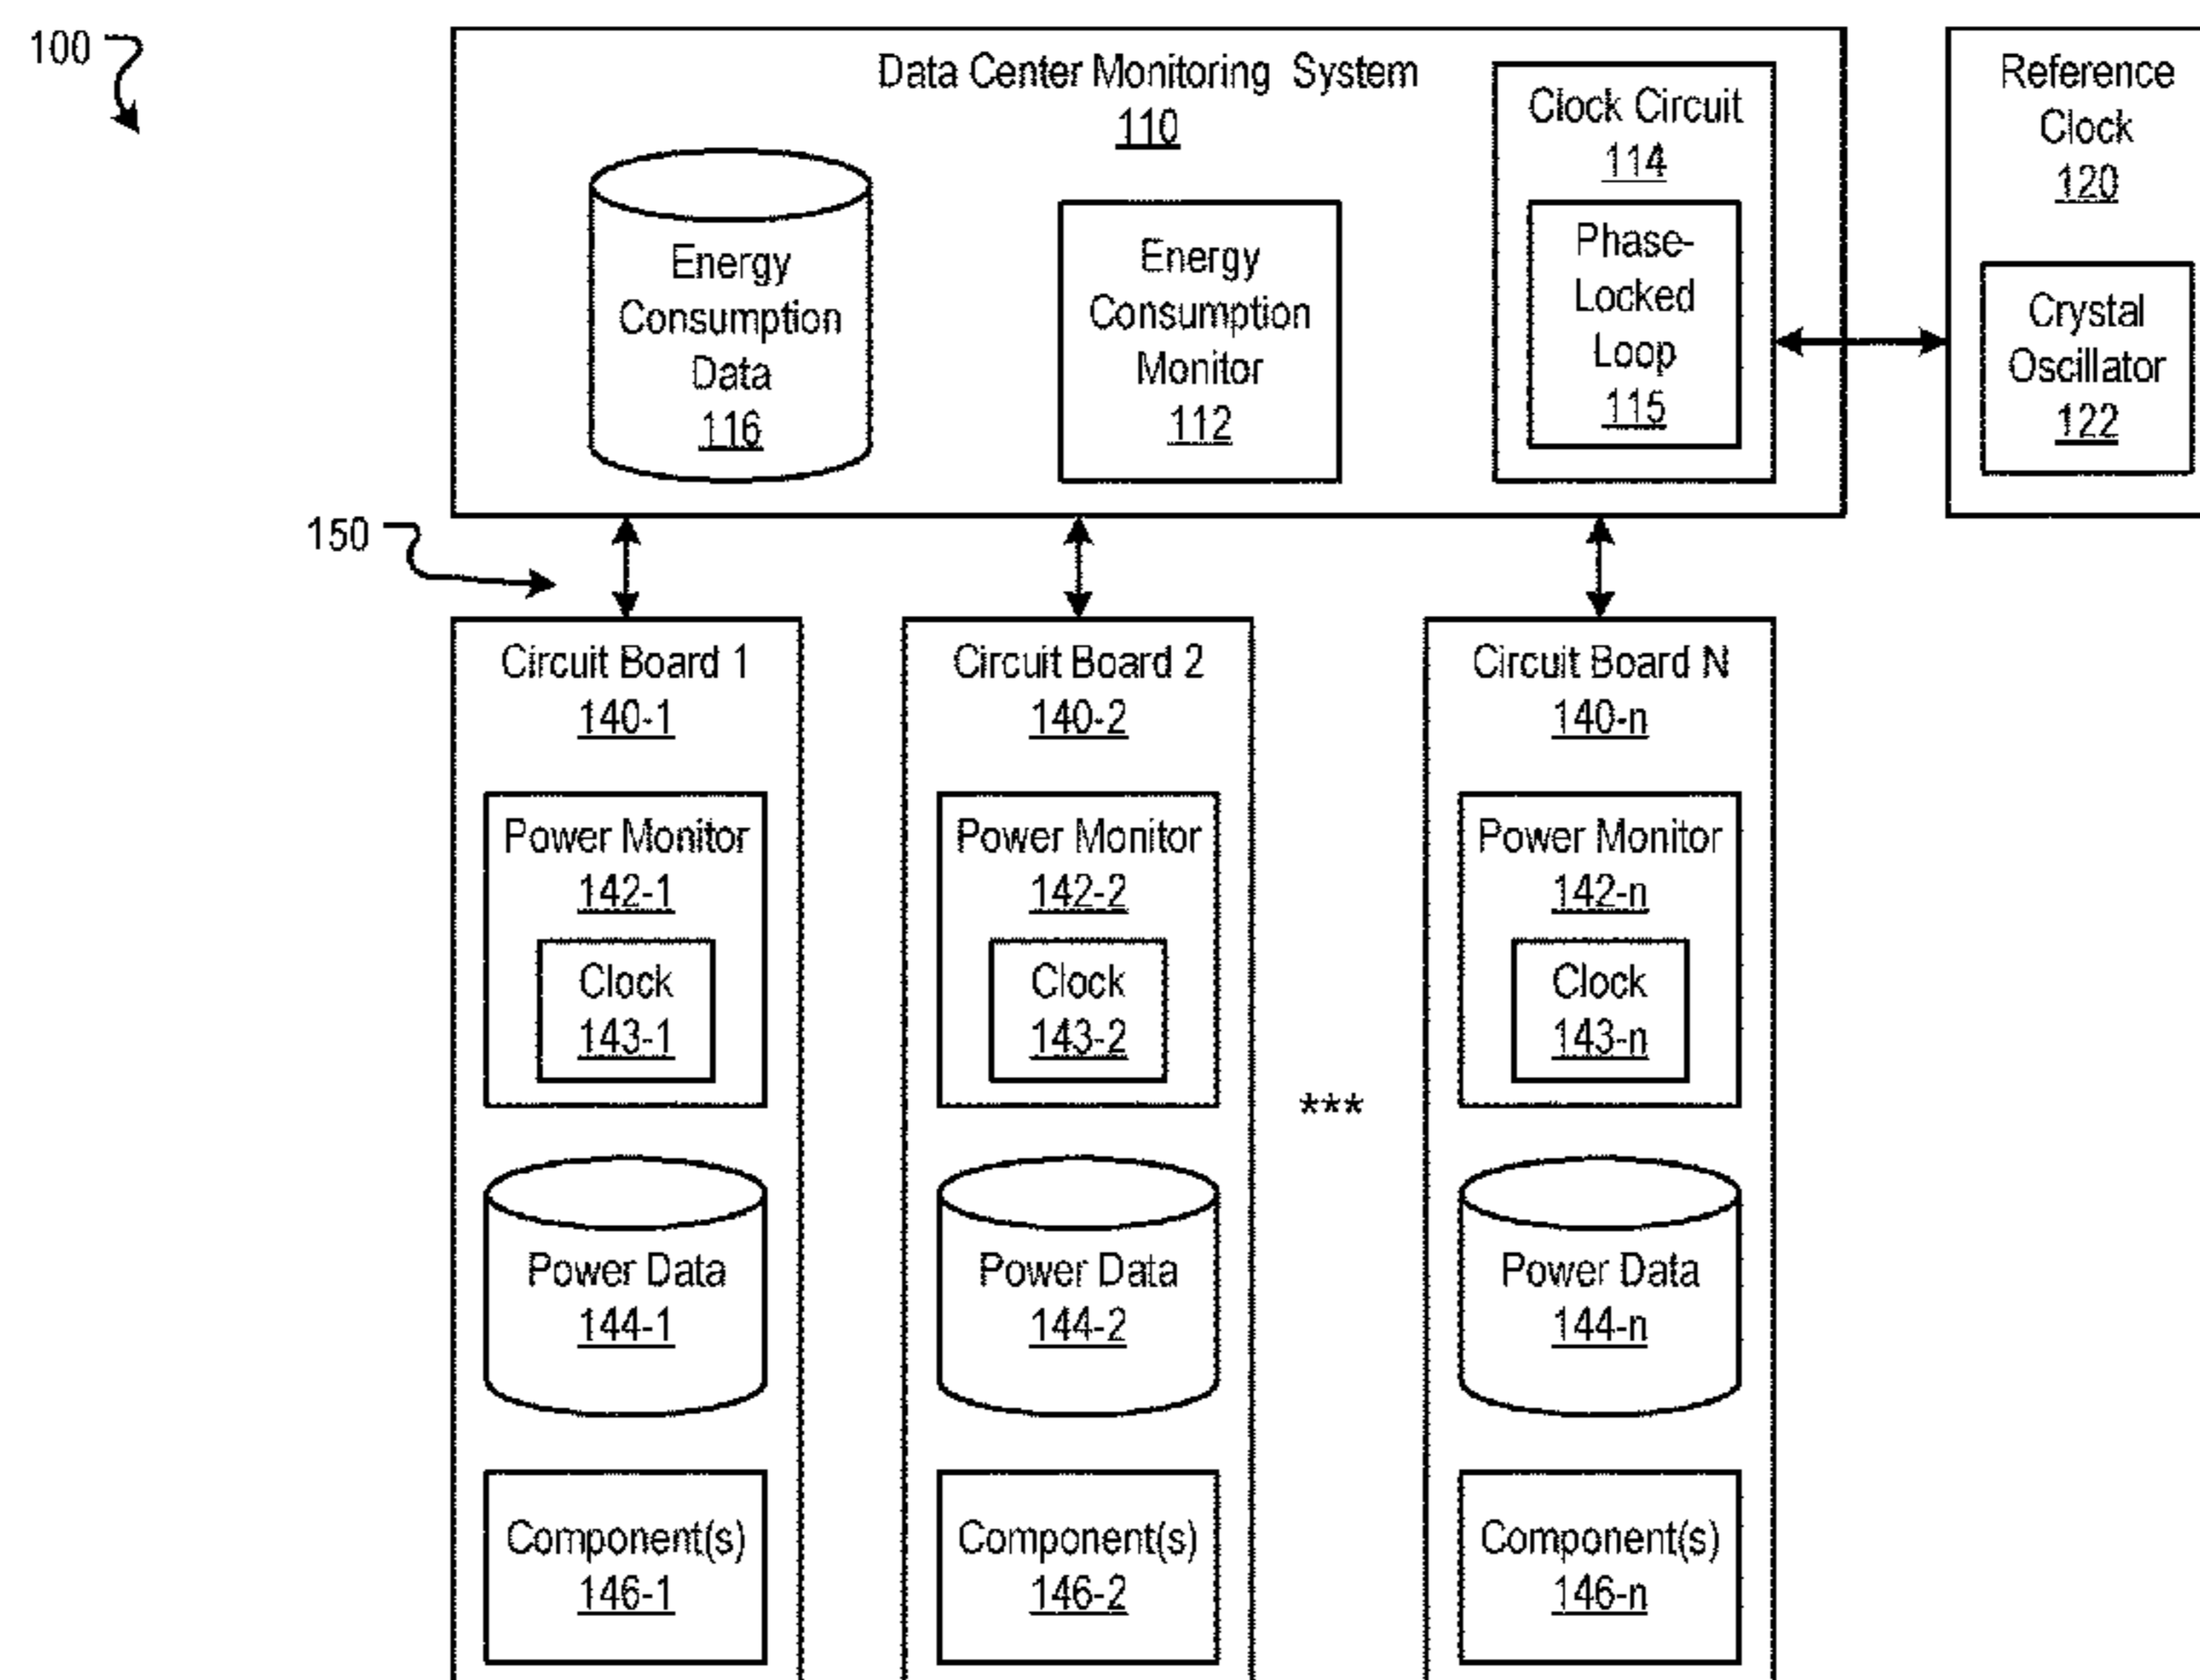 100
Data Center Monitoring System
110
Energy
Consumption
Data
116
Energy
Consumption
Monitor
112
Clock Circuit
114
Phase-
Locked
Loop
115
Reference
Clock
120
Crystal
Oscillator
122
150
Circuit Board 1
140-1
Power Monitor
142-1
Clock
143-1
Power Data
144-1
Component(s)
146-1
Circuit Board 2
140-2
Power Monitor
142-2
Clock
143-2
Power Data
144-2
Component(s)
146-2
***
Circuit Board N
140-n
Power Monitor
142-n
Clock
143-n
Power Data
144-n
Component(s)
146-n